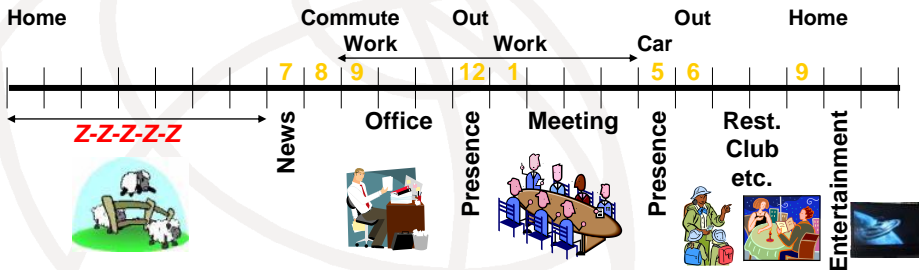 Home Commute Out Out Home
Work Work Car
7 8 9 12 1 5 6 9
Z-Z-Z-Z-Z
News
Office
Presence
Meeting
Presence
Rest.
Club
etc.
Entertainment